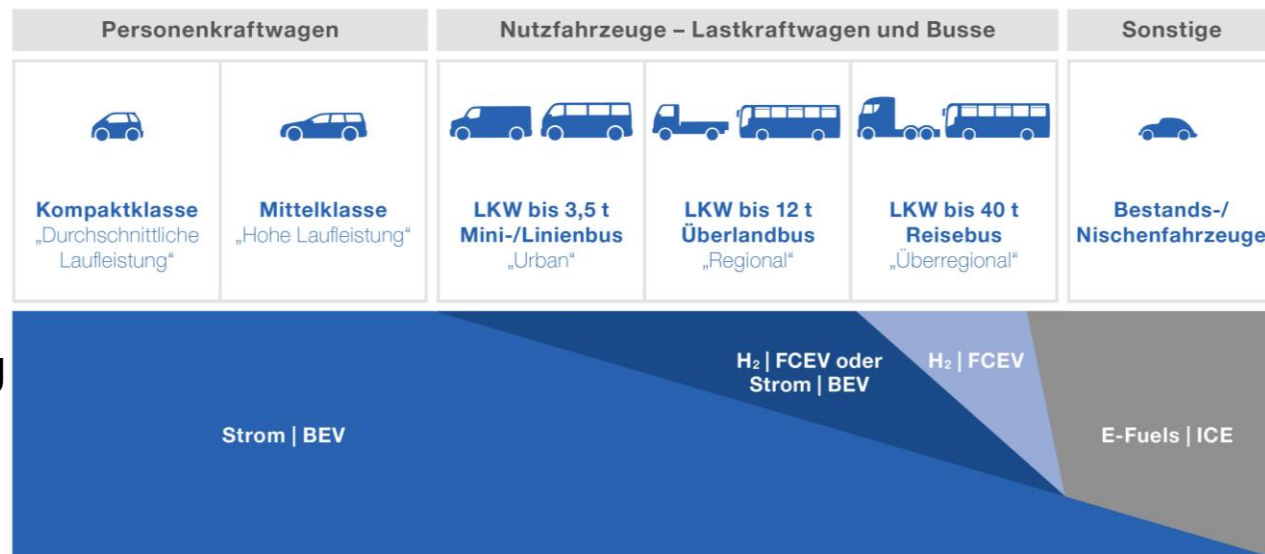 Personenkraftwagen
Nutzfahrzeuge – Lastkraftwagen und Busse
Sonstige
Kompaktklasse
„Durchschnittliche
Laufleistung“
Mittelklasse
„Hohe Laufleistung“
LKW bis 3,5 t
Mini-/Linienbus
„Urban“
LKW bis 12 t
Überlandbus
„Regional“
LKW bis 40 t
Reisebus
„Überregional“
Bestands-/
Nischenfahrzeuge
H₂ | FCEV oder
Strom | BEV
H₂ | FCEV
Strom | BEV
E-Fuels | ICE